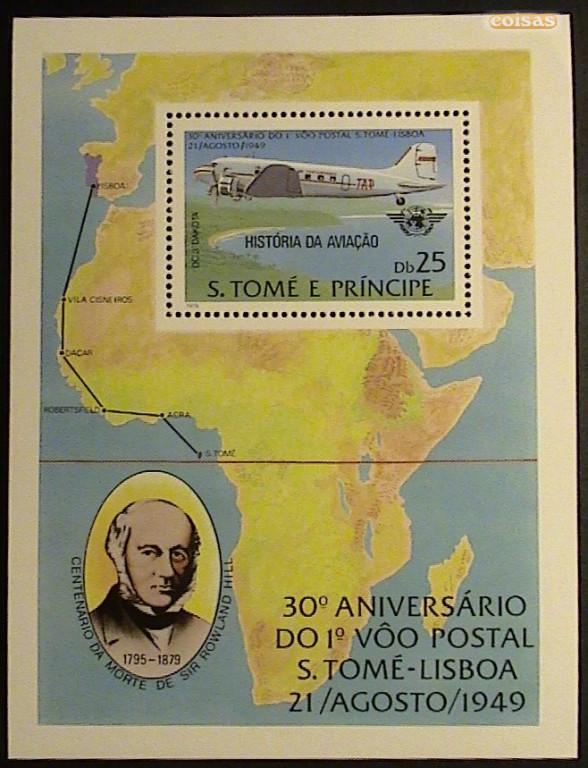 coisas
30º ANIVERSÁRIO DO 1º VÔO POSTAL S.TOMÉ-LISBOA
21/AGOSTO/1949
TAP
DC 3 DAKOTA
HISTÓRIA DA AVIAÇÃO
Db25
S. TOMÉ E PRÍNCIPE
1979
LISBOA
VILA CISNEIROS
DACAR
ROBERTSFIELD
ACRA
S.TOMÉ
CENTENÁRIO DA MORTE DE SIR ROWLAND HILL
1795-1879
30º ANIVERSÁRIO
DO 1º VÔO POSTAL
S. TOMÉ-LISBOA
21/AGOSTO/1949